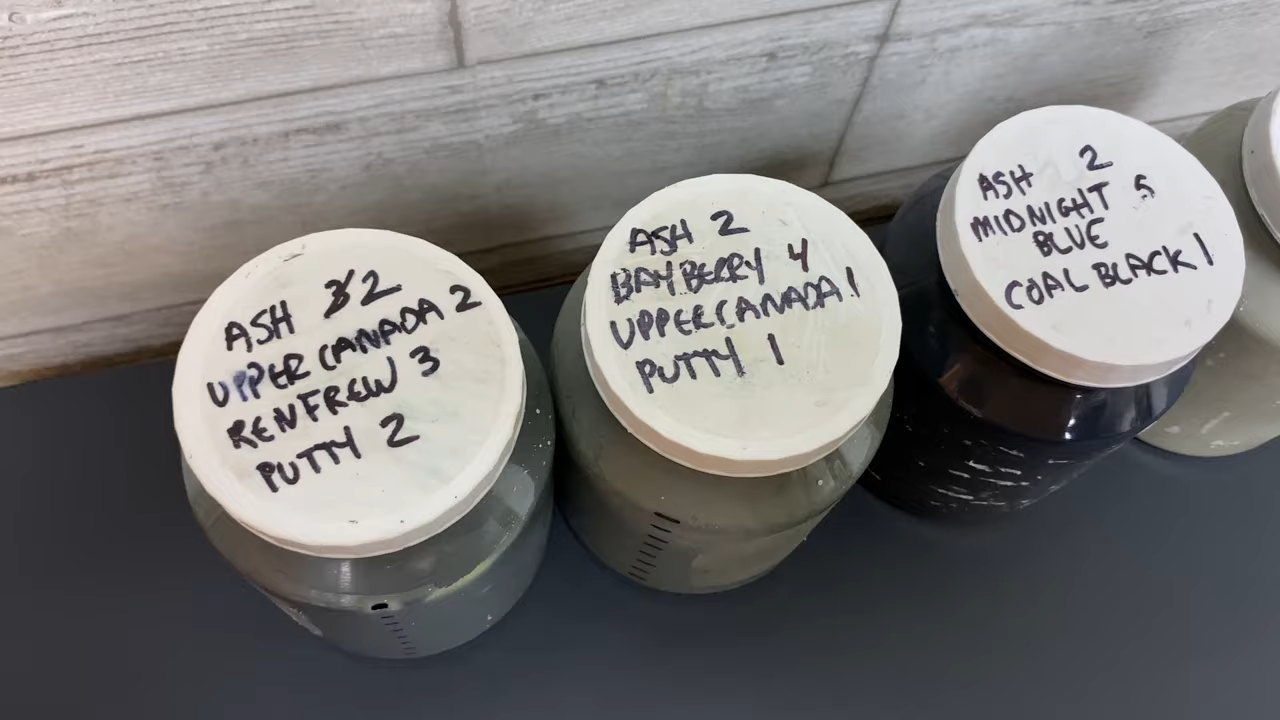 ASH 2
UPPER CANADA 2
RENFREW 3
PUTTY 2
ASH 2
BAYBERRY 4
UPPER CANADA 1
PUTTY 1
ASH 2
MIDNIGHT 5
BLUE
COAL BLACK 1